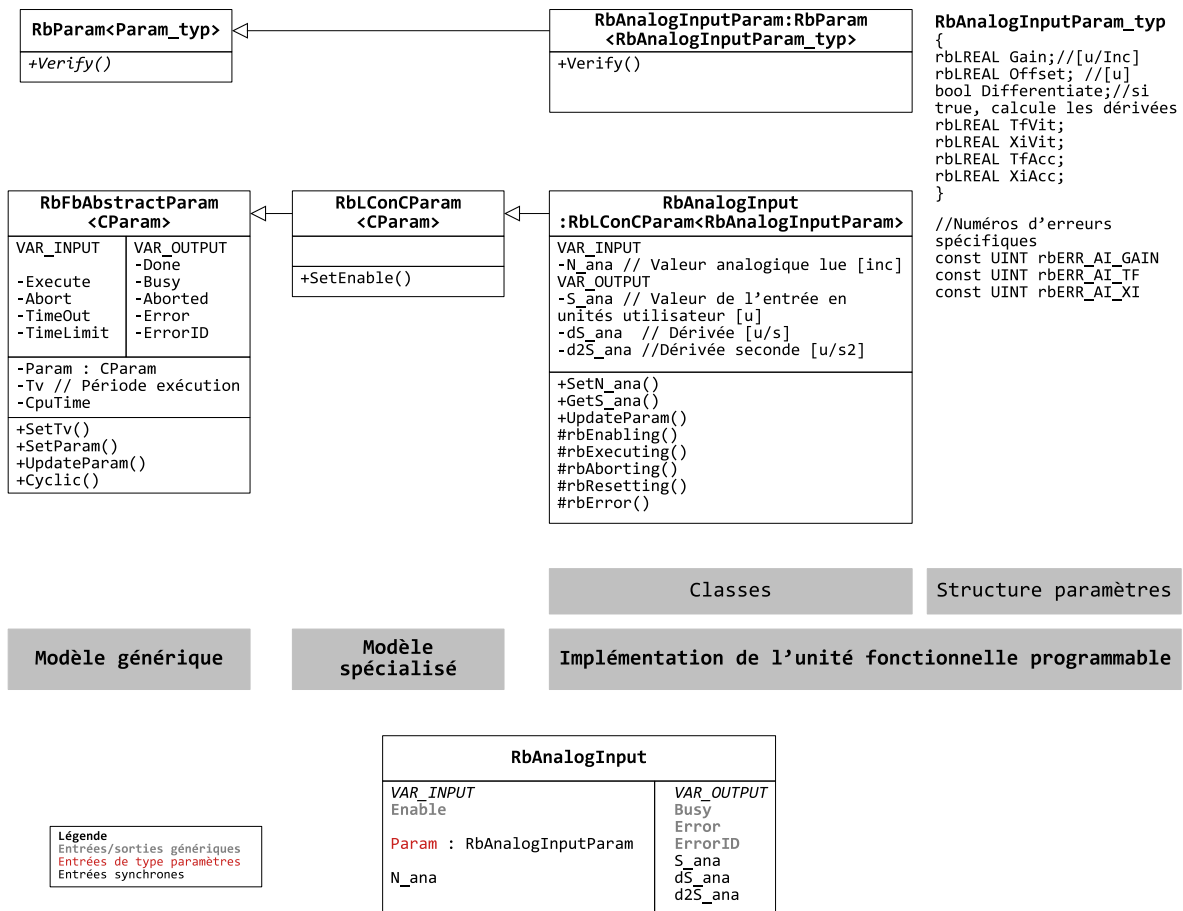 RbParam<Param_typ>
+Verify()
RbAnalogInputParam:RbParam
<RbAnalogInputParam_typ>
+Verify()
RbAnalogInputParam_typ
{
rbLREAL Gain;//[u/Inc]
rbLREAL Offset; //[u]
bool Differentiate;//si
true, calcule les dérivées
rbLREAL TfVit;
rbLREAL XiVit;
rbLREAL TfAcc;
rbLREAL XiAcc;
}
//Numéros d’erreurs
spécifiques
const UINT rbERR_AI_GAIN
const UINT rbERR_AI_TF
const UINT rbERR_AI_XI
RbFbAbstractParam
<CParam>
VAR_INPUT
-Execute
-Abort
-TimeOut
-TimeLimit
VAR_OUTPUT
-Done
-Busy
-Aborted
-Error
-ErrorID
-Param : CParam
-Tv // Période exécution
-CpuTime
+SetTv()
+SetParam()
+UpdateParam()
+Cyclic()
RbLConCParam
<CParam>
+SetEnable()
RbAnalogInput
:RbLConCParam<RbAnalogInputParam>
VAR_INPUT
-N_ana // Valeur analogique lue [inc]
VAR_OUTPUT
-S_ana // Valeur de l’entrée en
unités utilisateur [u]
-dS_ana  // Dérivée [u/s]
-d2S_ana //Dérivée seconde [u/s2]
+SetN_ana()
+GetS_ana()
+UpdateParam()
#rbEnabling()
#rbExecuting()
#rbAborting()
#rbResetting()
#rbError()
Classes
Structure paramètres
Modèle générique
Modèle
spécialisé
Implémentation de l’unité fonctionnelle programmable
RbAnalogInput
VAR_INPUT
Enable
Param : RbAnalogInputParam
N_ana
VAR_OUTPUT
Busy
Error
ErrorID
S_ana
dS_ana
d2S_ana
Légende
Entrées/sorties génériques
Entrées de type paramètres
Entrées synchrones